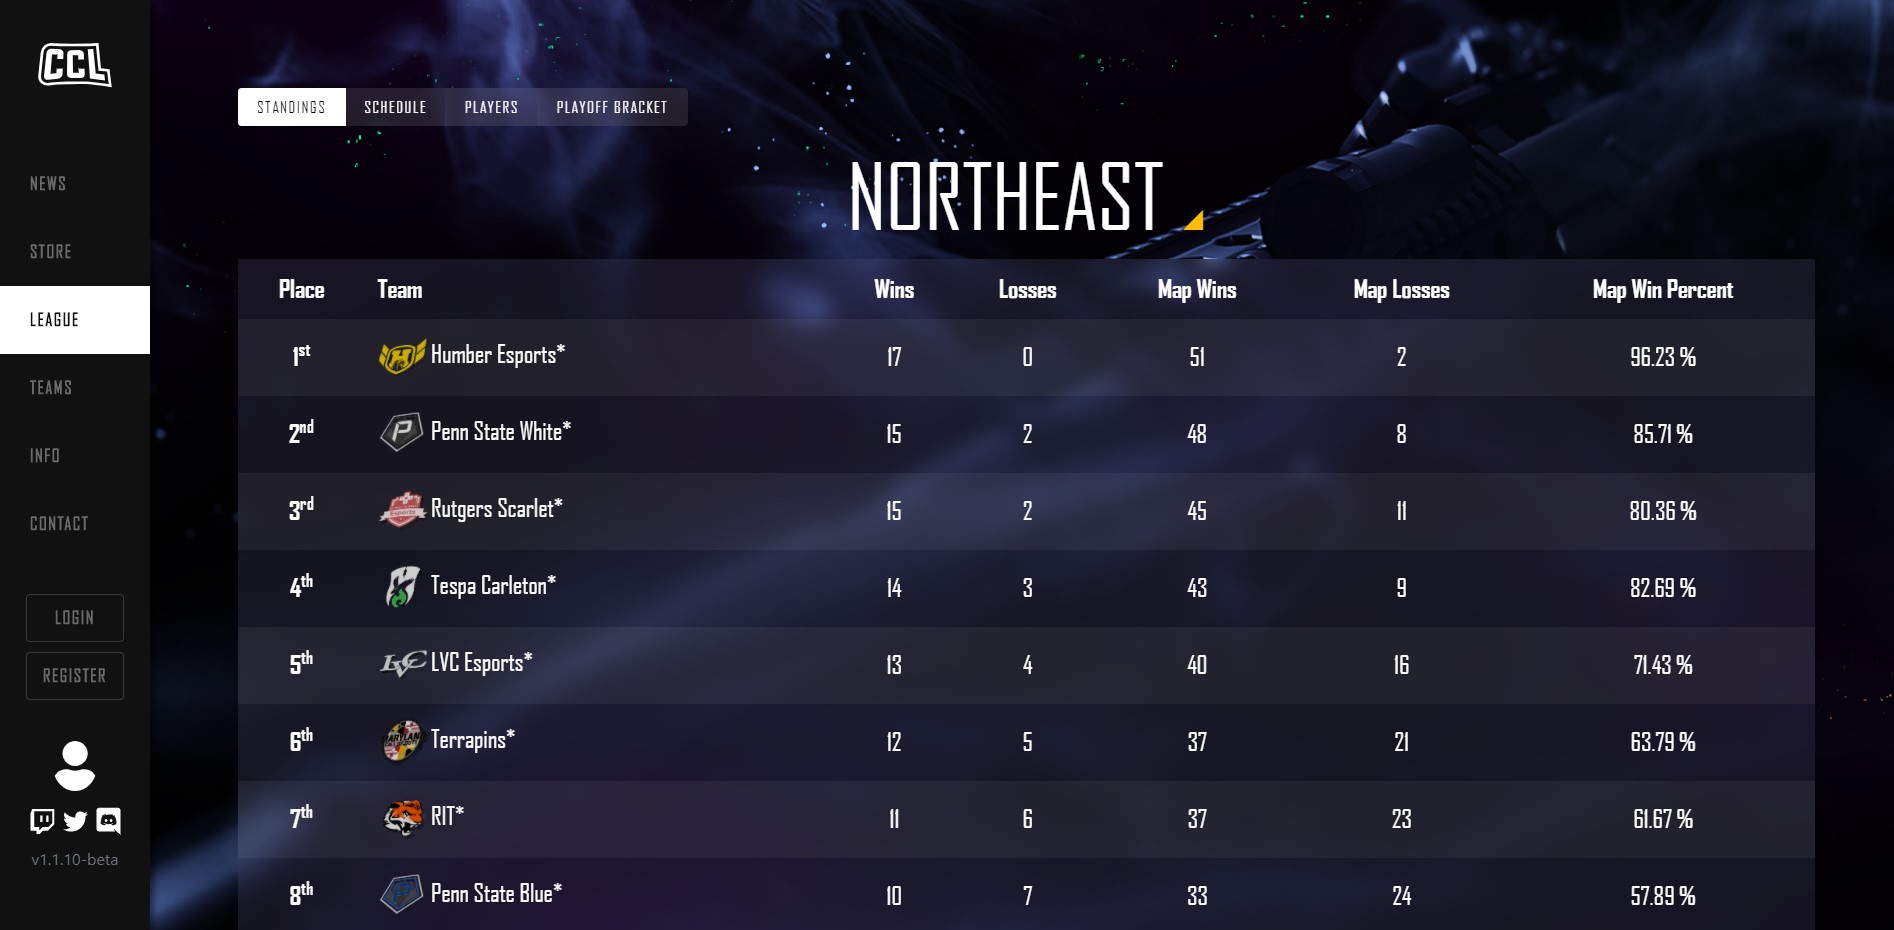 CCL
NEWS
STORE
LEAGUE
TEAMS
INFO
CONTACT
LOGIN
REGISTER
v1.1.10-beta
STANDINGS SCHEDULE PLAYERS PLAYOFF BRACKET
NORTHEAST
Place Team Wins Losses Map Wins Map Losses Map Win Percent
1st Humber Esports* 17 0 51 2 96.23 %
2nd Penn State White* 15 2 48 8 85.71 %
3rd Rutgers Scarlet* 15 2 45 11 80.36 %
4th Tespa Carleton* 14 3 43 9 82.69 %
5th LVC LVC Esports* 13 4 40 16 71.43 %
6th Terrapins* 12 5 37 21 63.79 %
7th RIT* 11 6 37 23 61.67 %
8th Penn State Blue* 10 7 33 24 57.89 %